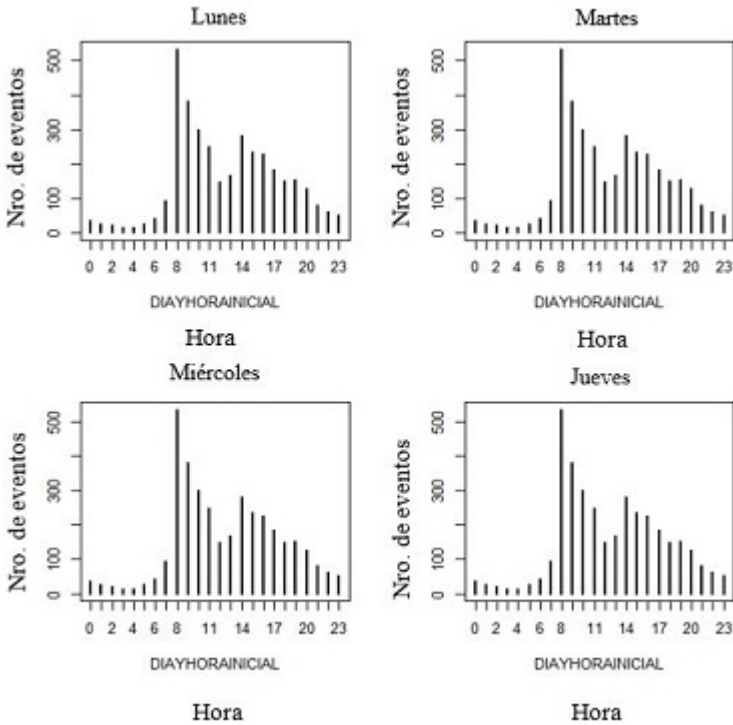 Lunes
Nro. de eventos
500
300
100
0
0 2 4 6 8 11 14 17 20 23
DIAYHORAINICIAL
Hora
Martes
Nro. de eventos
500
300
100
0
0 2 4 6 8 11 14 17 20 23
DIAYHORAINICIAL
Hora
Miércoles
Nro. de eventos
500
300
100
0
0 2 4 6 8 11 14 17 20 23
DIAYHORAINICIAL
Hora
Jueves
Nro. de eventos
500
300
100
0
0 2 4 6 8 11 14 17 20 23
DIAYHORAINICIAL
Hora